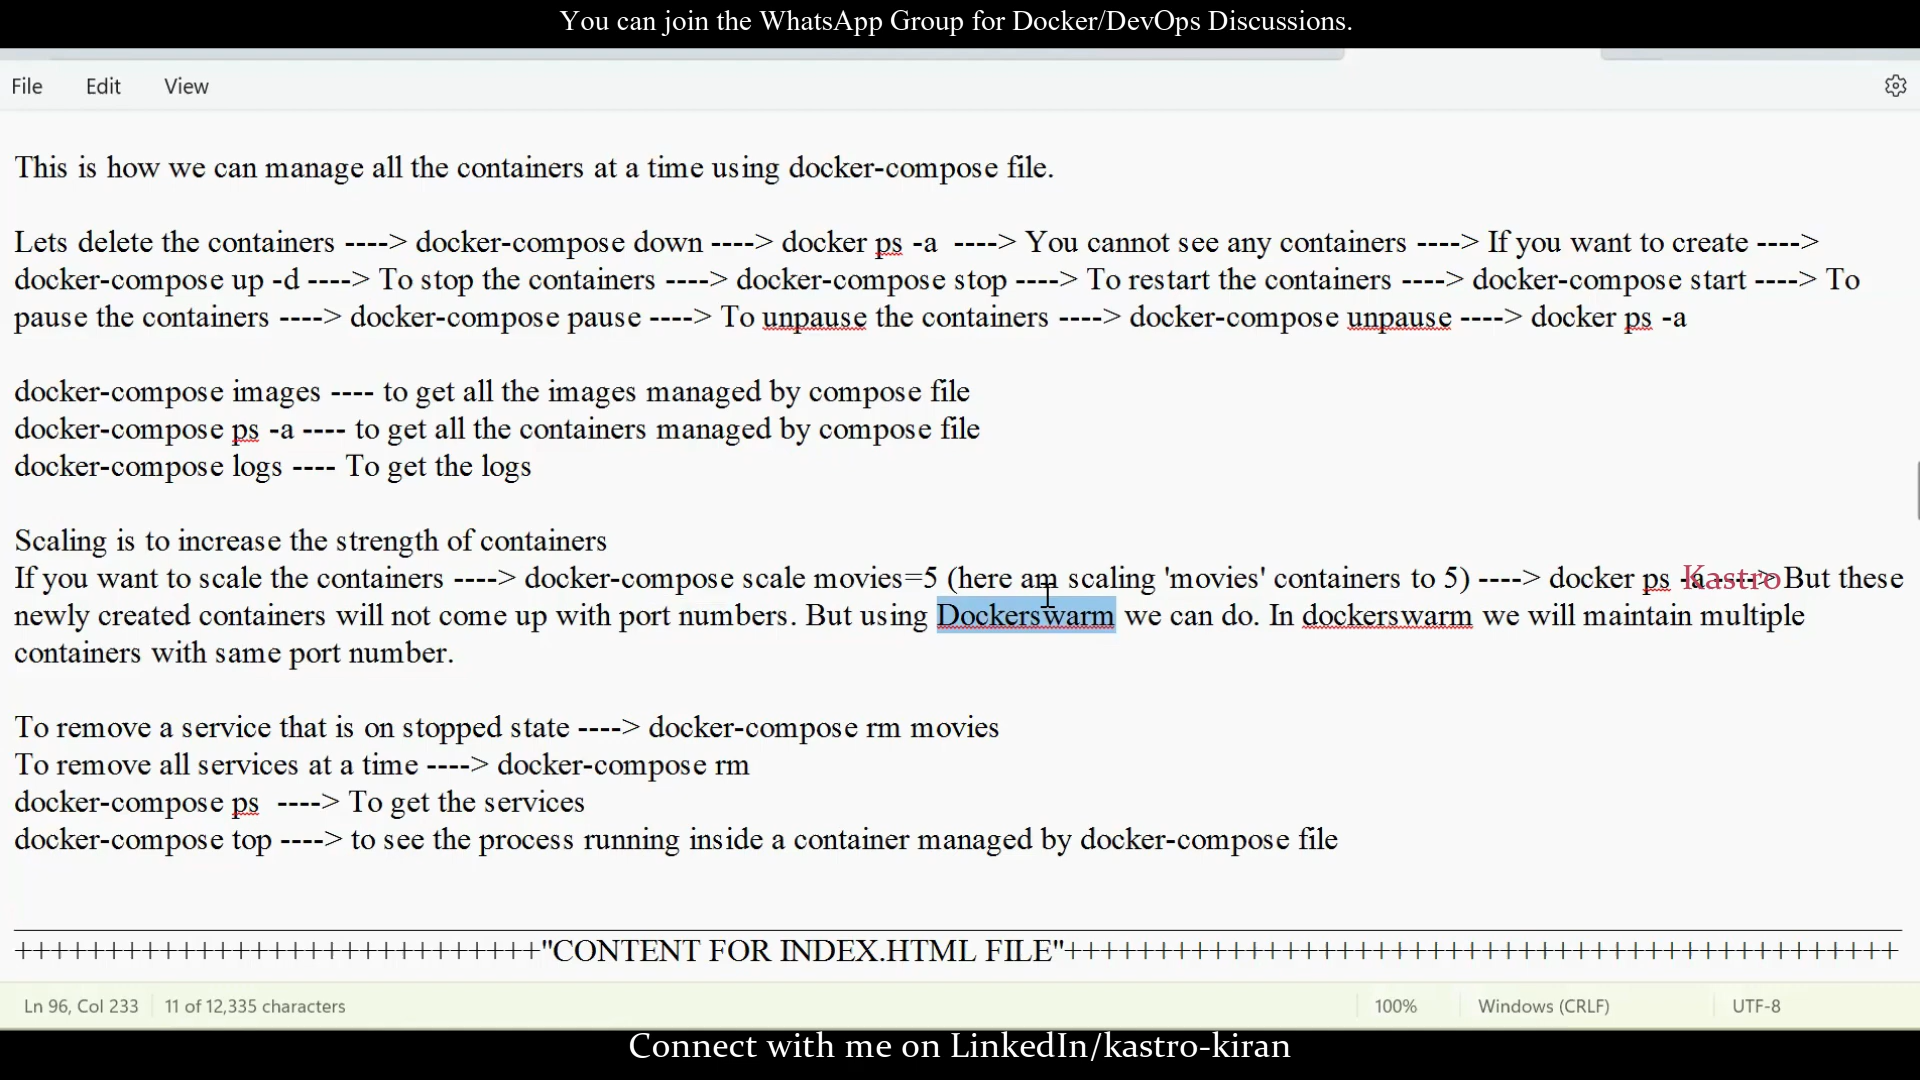 You can join the WhatsApp Group for Docker/DevOps Discussions.
File Edit View
This is how we can manage all the containers at a time using docker-compose file.
Lets delete the containers ----> docker-compose down ----> docker ps -a  ----> You cannot see any containers ----> If you want to create ---->
docker-compose up -d ----> To stop the containers ----> docker-compose stop ----> To restart the containers ----> docker-compose start ----> To
pause the containers ----> docker-compose pause ----> To unpause the containers ----> docker-compose unpause ----> docker ps -a
docker-compose images ---- to get all the images managed by compose file
docker-compose ps -a ---- to get all the containers managed by compose file
docker-compose logs ---- To get the logs
Scaling is to increase the strength of containers
If you want to scale the containers ----> docker-compose scale movies=5 (here am scaling 'movies' containers to 5) ----> docker ps -a ----> But these
Kastro
newly created containers will not come up with port numbers. But using Dockerswarm we can do. In dockerswarm we will maintain multiple
containers with same port number.
To remove a service that is on stopped state ----> docker-compose rm movies
To remove all services at a time ----> docker-compose rm
docker-compose ps  ----> To get the services
docker-compose top ----> to see the process running inside a container managed by docker-compose file
++++++++++++++++++++++++++++"CONTENT FOR INDEX.HTML FILE"++++++++++++++++++++++++++++++++++++++++++++
Ln 96, Col 233 11 of 12,335 characters 100% Windows (CRLF) UTF-8
Connect with me on LinkedIn/kastro-kiran